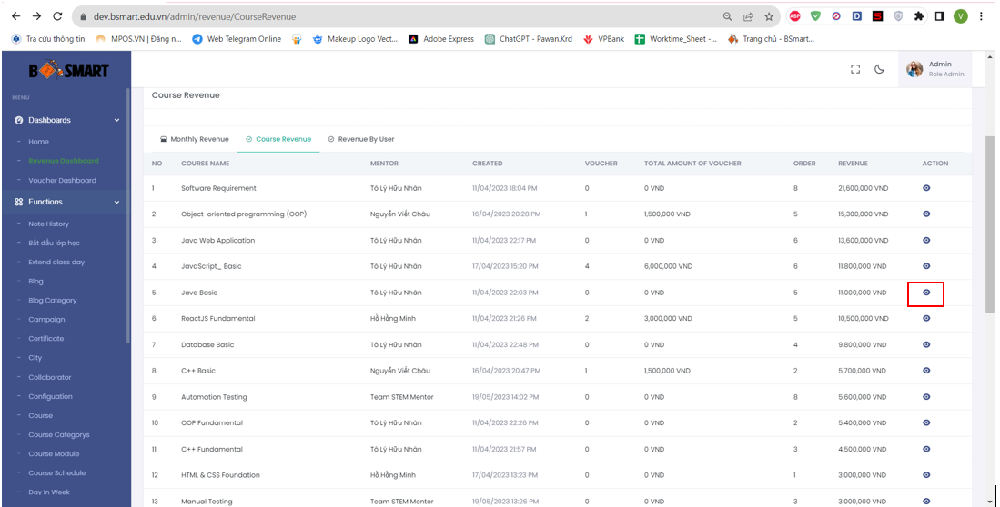 dev.bsmart.edu.vn/admin/revenue/CourseRevenue
ABP
V
Tra cứu thông tin
MPOS.VN | Đăng n...
Web Telegram Online
Makeup Logo Vect...
Adobe Express
ChatGPT - Pawan.Krd
VPBank
Worktime_Sheet -...
Trang chủ - BSmart...
B SMART
Admin
Role Admin
MENU
Dashboards
Home
Revenue Dashboard
Voucher Dashboard
Functions
Note History
Bắt đầu lớp học
Extend class day
Blog
Blog Category
Campaign
Certificate
City
Collaborator
Configuation
Course
Course Categorys
Course Module
Course Schedule
Day In Week
Course Revenue
Monthly Revenue Course Revenue Revenue By User
NO COURSE NAME MENTOR CREATED VOUCHER TOTAL AMOUNT OF VOUCHER ORDER REVENUE ACTION
1 Software Requirement Tô Lý Hữu Nhân 11/04/2023 18:04 PM 0 0 VND 8 21,600,000 VND
2 Object-oriented programming (OOP) Nguyễn Viết Châu 16/04/2023 20:28 PM 1 1,500,000 VND 5 15,300,000 VND
3 Java Web Application Tô Lý Hữu Nhân 11/04/2023 22:17 PM 0 0 VND 6 13,600,000 VND
4 JavaScript_ Basic Tô Lý Hữu Nhân 17/04/2023 15:20 PM 4 6,000,000 VND 6 11,800,000 VND
5 Java Basic Tô Lý Hữu Nhân 11/04/2023 22:03 PM 0 0 VND 5 11,000,000 VND
6 ReactJS Fundamental Hồ Hồng Minh 11/04/2023 21:26 PM 2 3,000,000 VND 5 10,500,000 VND
7 Database Basic Tô Lý Hữu Nhân 11/04/2023 22:48 PM 0 0 VND 4 9,800,000 VND
8 C++ Basic Nguyễn Viết Châu 16/04/2023 20:47 PM 1 1,500,000 VND 2 5,700,000 VND
9 Automation Testing Team STEM Mentor 19/05/2023 14:02 PM 0 0 VND 8 5,600,000 VND
10 OOP Fundamental Tô Lý Hữu Nhân 11/04/2023 22:26 PM 0 0 VND 2 5,400,000 VND
11 C++ Fundamental Tô Lý Hữu Nhân 11/04/2023 21:57 PM 0 0 VND 3 4,500,000 VND
12 HTML & CSS Foundation Hồ Hồng Minh 17/04/2023 13:23 PM 0 0 VND 1 3,000,000 VND
13 Manual Testing Team STEM Mentor 19/05/2023 13:26 PM 0 0 VND 3 3,000,000 VND